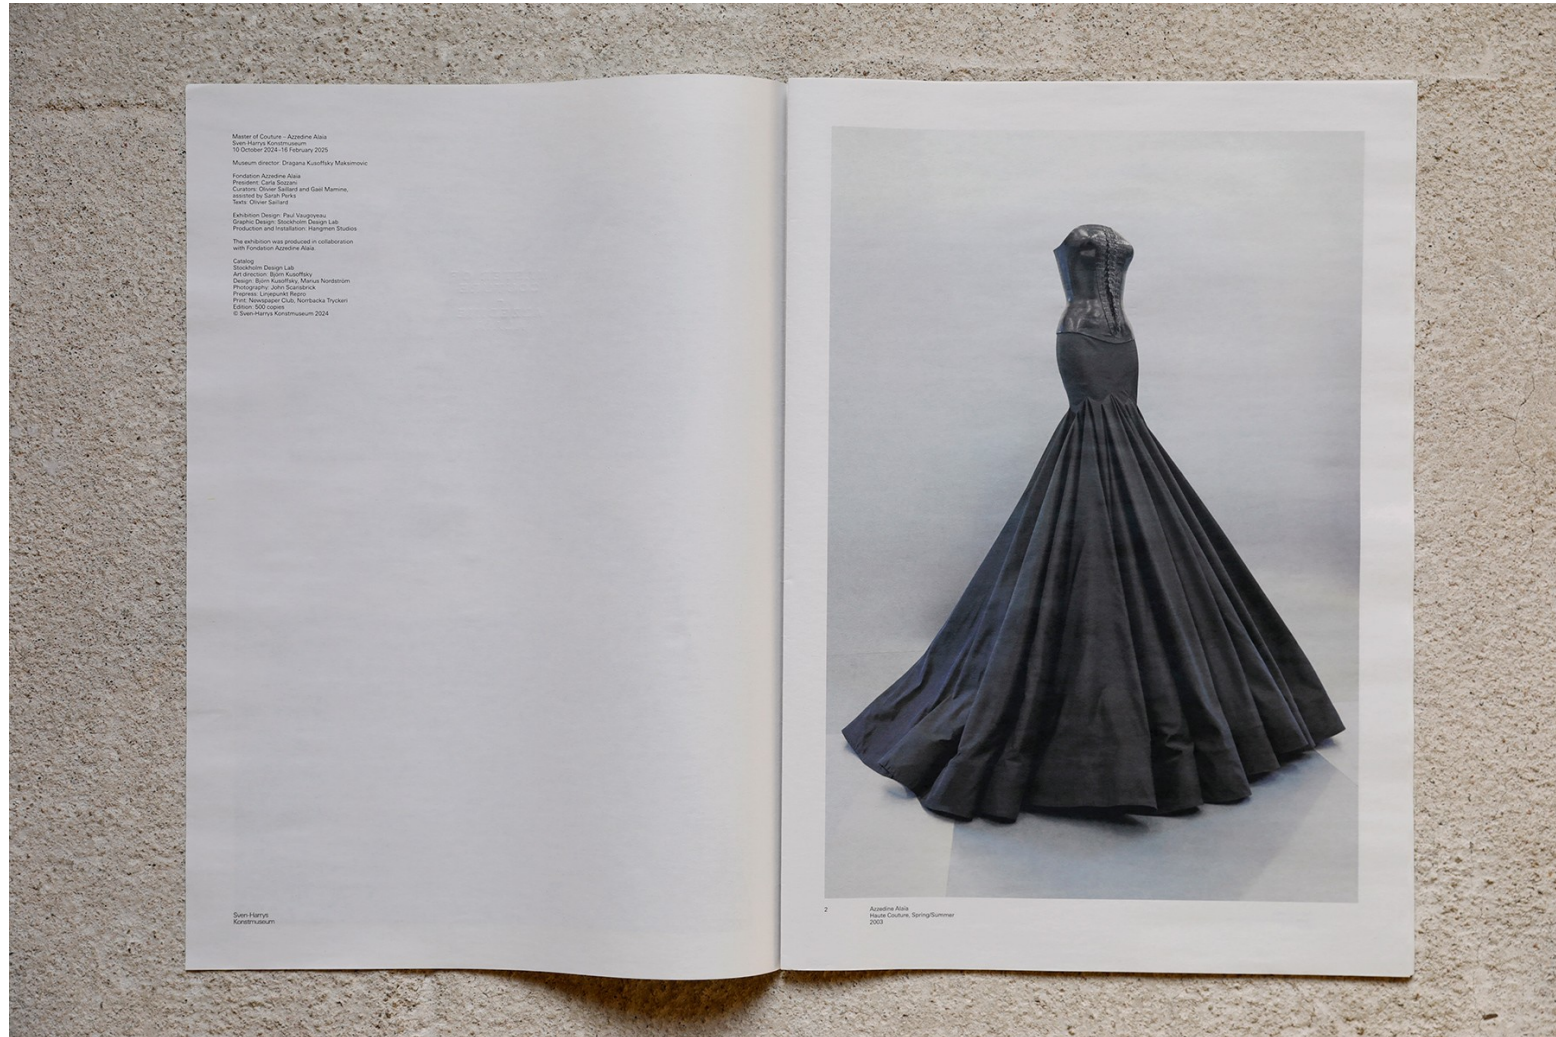 Master of Couture – Azzedine Alaïa
Sven-Harrys Konstmuseum
10 October 2024–16 February 2025
Museum director: Dragana Kusoffsky Maksimovic
Fondation Azzedine Alaïa
President: Carla Sozzani
Curators: Olivier Saillard and Gaël Mamine,
assisted by Sarah Perks
Texts: Olivier Saillard
Exhibition Design: Paul Vaugoyeau
Graphic Design: Stockholm Design Lab
Production and Installation: Hangmen Studios
The exhibition was produced in collaboration
with Fondation Azzedine Alaïa.
Catalog
Stockholm Design Lab
Art direction: Björn Kusoffsky
Design: Björn Kusoffsky, Marius Nordström
Photography: John Scarisbrick
Prepress: Linjepunkt Repro
Print: Newspaper Club, Norrbacka Tryckeri
Edition: 500 copies
© Sven-Harrys Konstmuseum 2024
Sven-Harrys
Konstmuseum
2
Azzedine Alaïa
Haute Couture, Spring/Summer
2003